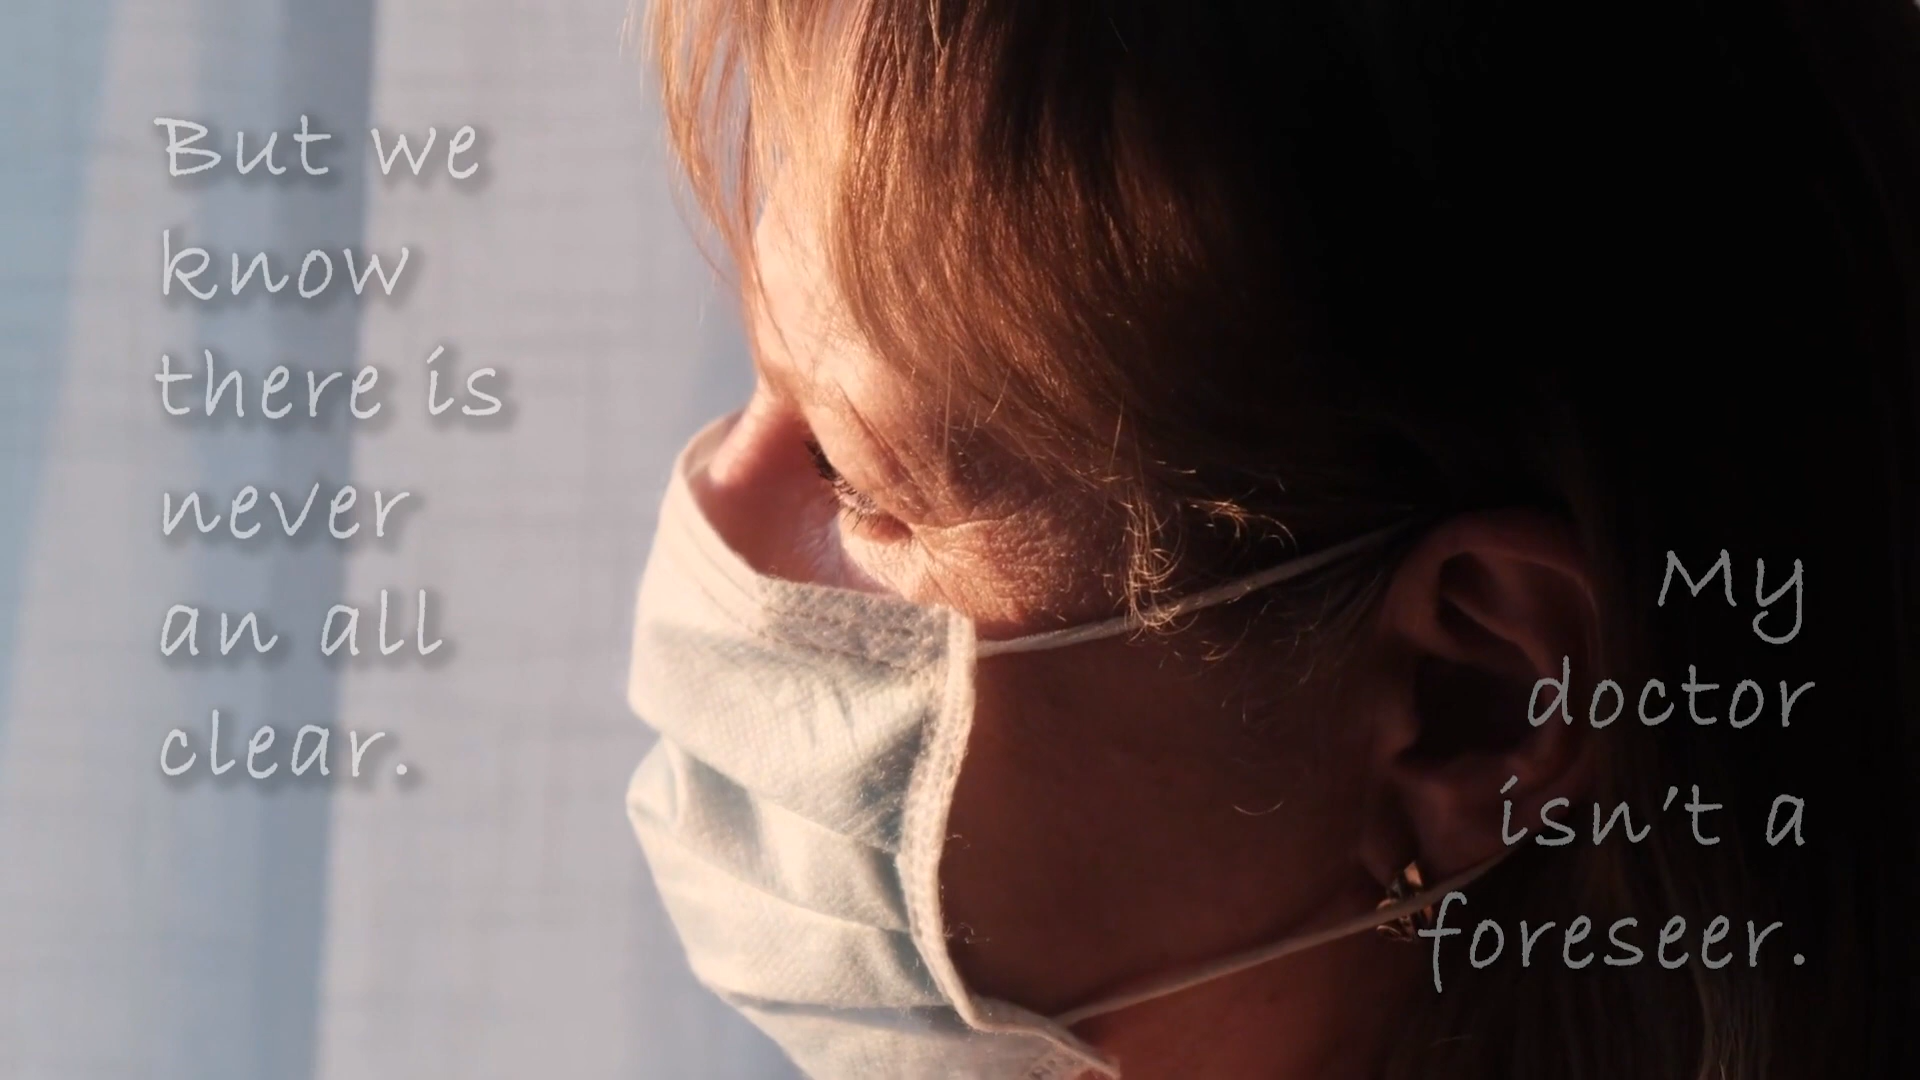 But we
know
there is
never
an all
clear.
My
doctor
isn't a
foreseer.